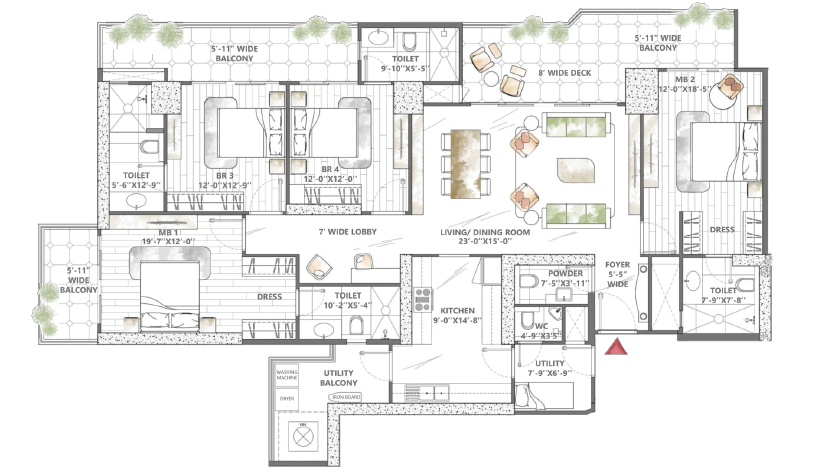 5'-11" WIDE
BALCONY
TOILET
9'-10"X5'-5"
5'-11" WIDE
BALCONY
8' WIDE DECK
MB 2
12'-0"X18'-5"
TOILET
5'-6"X12'-9"
BR 3
12'-0"X12'-9"
BR 4
12'-0"X12'-0"
MB 1
19'-7"X12'-0"
7' WIDE LOBBY
LIVING/ DINING ROOM
23'-0"X15'-0"
DRESS
5'-11"
WIDE
BALCONY
DRESS
TOILET
10'-2"X5'-4"
KITCHEN
9'-0"X14'-8"
POWDER
7'-5"X3'-11"
FOYER
5'-5"
WIDE
TOILET
7'-9"X7'-8"
WC
4'-9"X3'5"
UTILITY
7'-9"X6'-9"
UTILITY
BALCONY
WASHING
MACHINE
DRYER
IRON BOARD